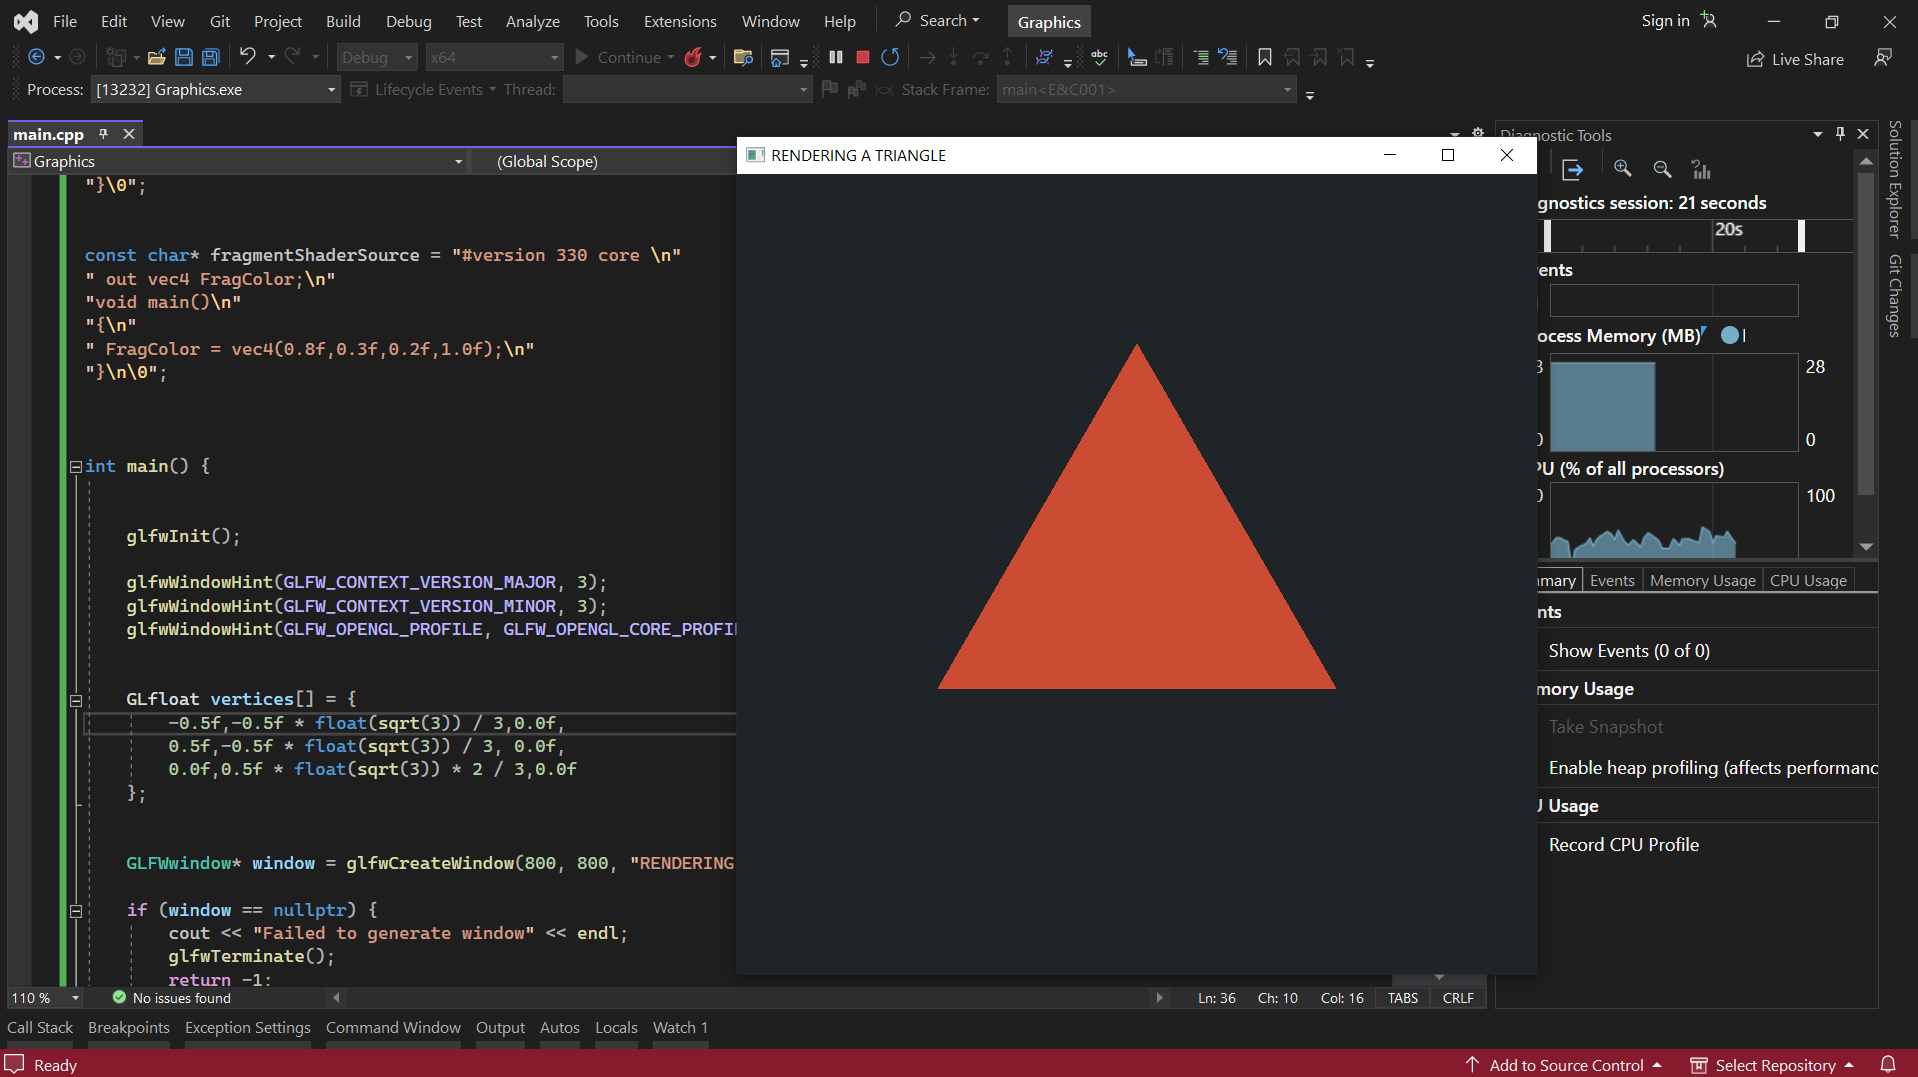 File Edit View Git Project Build Debug Test Analyze Tools Extensions Window Help Search Graphics Sign in
Debug x64 Continue Live Share
Process: [13232] Graphics.exe Lifecycle Events Thread: Stack Frame: main<E&C001>
main.cpp
Graphics (Global Scope)
"}\0";
const char* fragmentShaderSource = "#version 330 core \n"
" out vec4 FragColor;\n"
"void main()\n"
"{\n"
" FragColor = vec4(0.8f,0.3f,0.2f,1.0f);\n"
"}\n\0";
int main() {
glfwInit();
glfwWindowHint(GLFW_CONTEXT_VERSION_MAJOR, 3);
glfwWindowHint(GLFW_CONTEXT_VERSION_MINOR, 3);
glfwWindowHint(GLFW_OPENGL_PROFILE, GLFW_OPENGL_CORE_PROFI
GLfloat vertices[] = {
-0.5f,-0.5f * float(sqrt(3)) / 3,0.0f,
0.5f,-0.5f * float(sqrt(3)) / 3, 0.0f,
0.0f,0.5f * float(sqrt(3)) * 2 / 3,0.0f
};
GLFWwindow* window = glfwCreateWindow(800, 800, "RENDERING
if (window == nullptr) {
cout << "Failed to generate window" << endl;
glfwTerminate();
return -1;
RENDERING A TRIANGLE
Diagnostic Tools
gnostics session: 21 seconds
20s
ents
ocess Memory (MB)
28
0
PU (% of all processors)
100
mmary Events Memory Usage CPU Usage
nts
Show Events (0 of 0)
mory Usage
Take Snapshot
Enable heap profiling (affects performanc
U Usage
Record CPU Profile
Solution Explorer
Git Changes
110 % No issues found Ln: 36 Ch: 10 Col: 16 TABS CRLF
Call Stack Breakpoints Exception Settings Command Window Output Autos Locals Watch 1
Ready Add to Source Control Select Repository